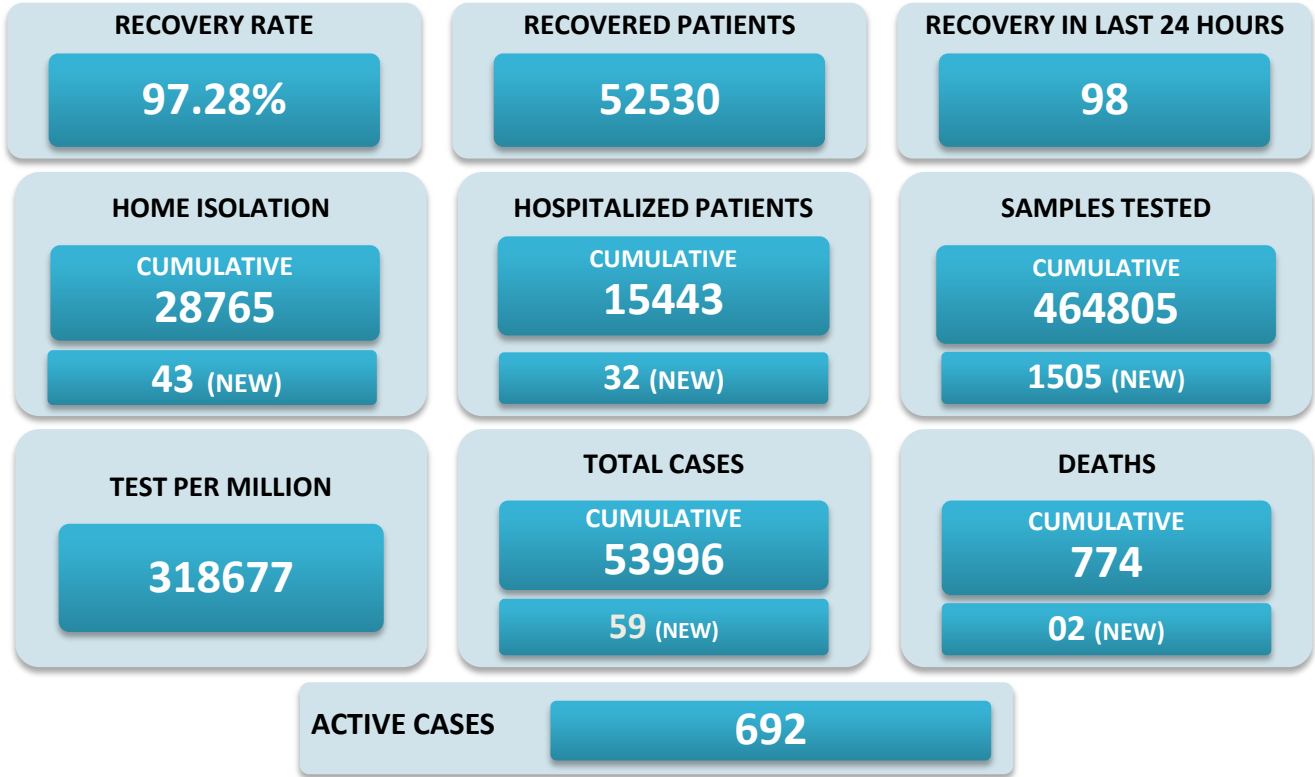 RECOVERY RATE
97.28%
RECOVERED PATIENTS
52530
RECOVERY IN LAST 24 HOURS
98
HOME ISOLATION
CUMULATIVE
28765
43 (NEW)
HOSPITALIZED PATIENTS
CUMULATIVE
15443
32 (NEW)
SAMPLES TESTED
CUMULATIVE
464805
1505 (NEW)
TEST PER MILLION
318677
TOTAL CASES
CUMULATIVE
53996
59 (NEW)
DEATHS
CUMULATIVE
774
02 (NEW)
ACTIVE CASES
692